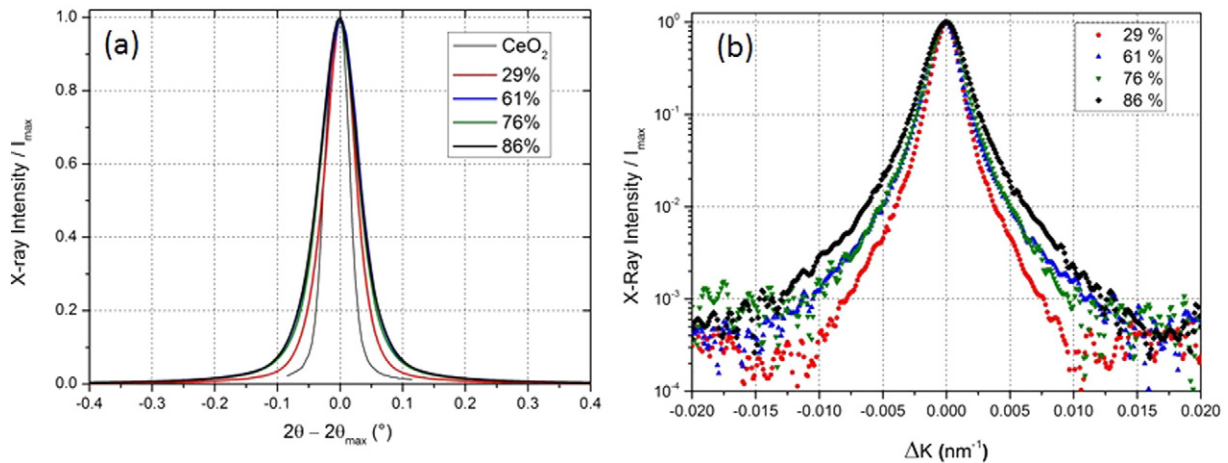 (a)
CeO2
29%
61%
76%
86%
1.0
0.8
0.6
0.4
0.2
0.0
X-ray Intensity / Imax
-0.4 -0.3 -0.2 -0.1 0.0 0.1 0.2 0.3 0.4
2θ – 2θmax (°)
(b)
29 %
61 %
76 %
86 %
10^0
10^-1
10^-2
10^-3
10^-4
X-Ray Intensity / Imax
-0.020 -0.015 -0.010 -0.005 0.000 0.005 0.010 0.015 0.020
ΔK (nm^-1)